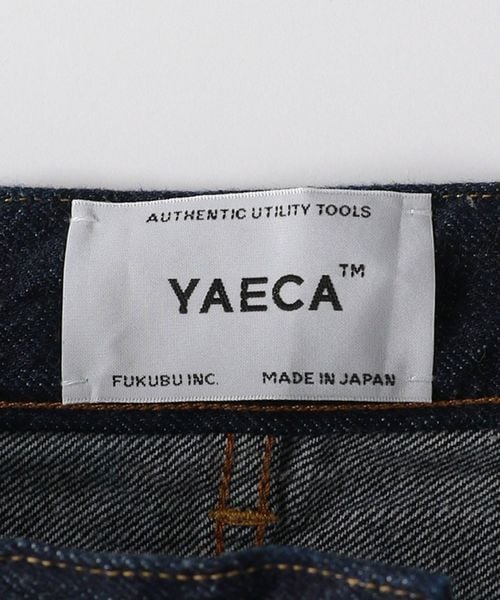 AUTHENTIC UTILITY TOOLS
YAECA™
FUKUBU INC. MADE IN JAPAN